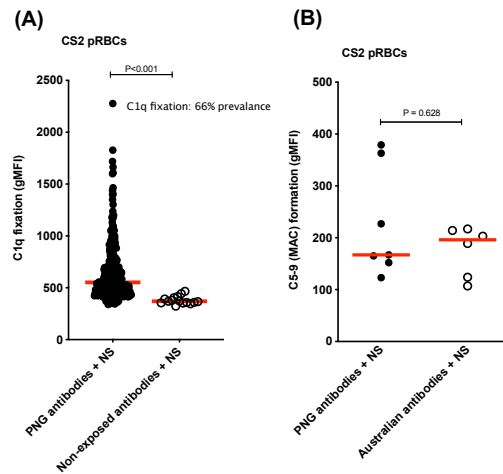 (A)
CS2 pRBCs
P<0.001
C1q fixation: 66% prevalance
2500
2000
1500
1000
500
0
C1q fixation (gMFI)
PNG antibodies + NS
Non-exposed antibodies + NS
(B)
CS2 pRBCs
P = 0.628
500
400
300
200
100
0
C5-9 (MAC) formation (gMFI)
PNG antibodies + NS
Australian antibodies + NS